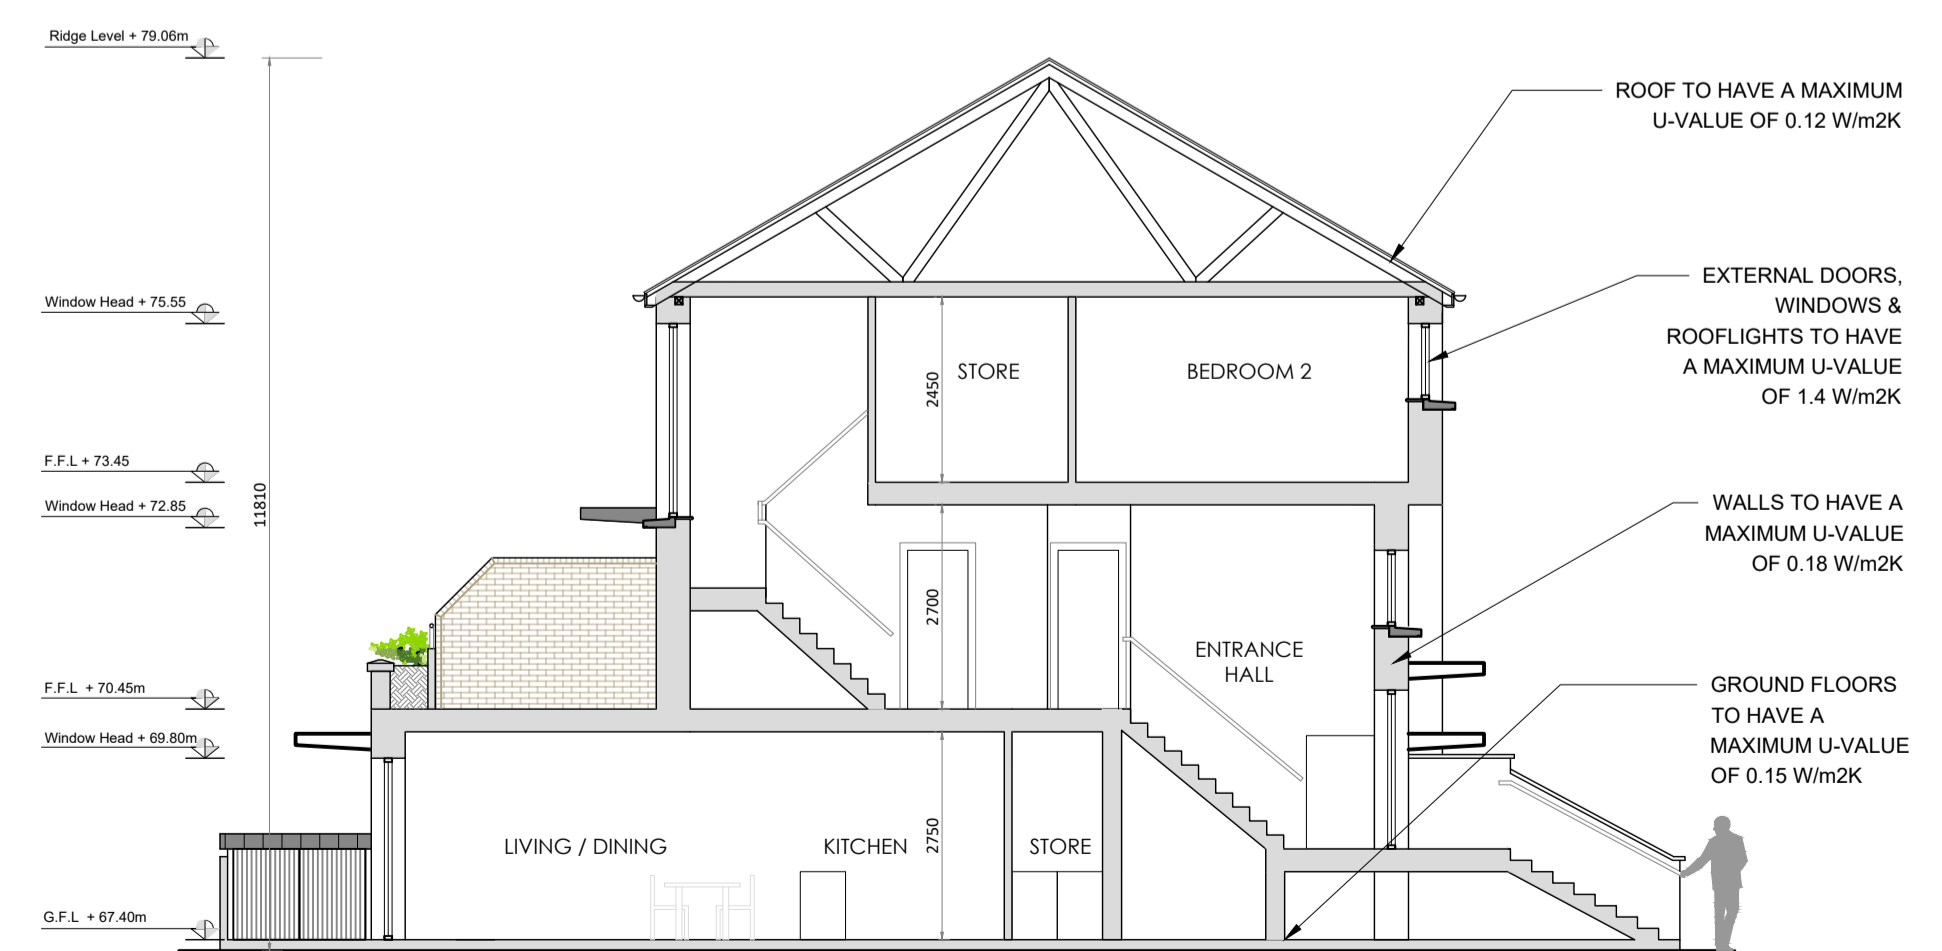 Ridge Level + 79.06m
Window Head + 75.55
F.F.L + 73.45
Window Head + 72.85
F.F.L + 70.45m
Window Head + 69.80m
G.F.L + 67.40m
11810
STORE
BEDROOM 2
2450
2700
ENTRANCE
HALL
LIVING / DINING
KITCHEN
2750
STORE
ROOF TO HAVE A MAXIMUM
U-VALUE OF 0.12 W/m2K
EXTERNAL DOORS,
WINDOWS &
ROOFLIGHTS TO HAVE
A MAXIMUM U-VALUE
OF 1.4 W/m2K
WALLS TO HAVE A
MAXIMUM U-VALUE
OF 0.18 W/m2K
GROUND FLOORS
TO HAVE A
MAXIMUM U-VALUE
OF 0.15 W/m2K